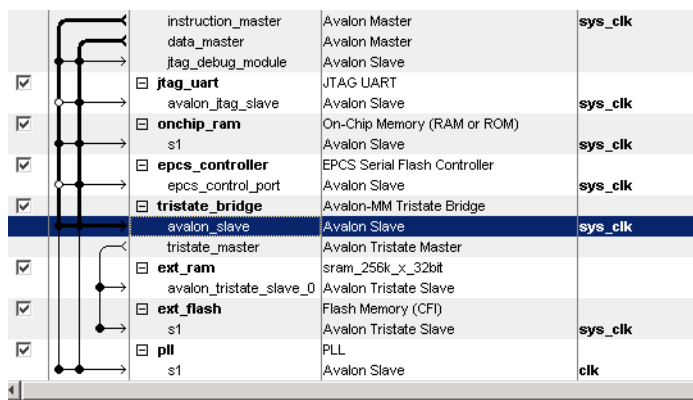 instruction_master Avalon Master sys_clk
data_master Avalon Master
jtag_debug_module Avalon Slave
jtag_uart JTAG UART
avalon_jtag_slave Avalon Slave sys_clk
onchip_ram On-Chip Memory (RAM or ROM)
s1 Avalon Slave sys_clk
epcs_controller EPCS Serial Flash Controller
epcs_control_port Avalon Slave sys_clk
tristate_bridge Avalon-MM Tristate Bridge
avalon_slave Avalon Slave sys_clk
tristate_master Avalon Tristate Master
ext_ram sram_256k_x_32bit
avalon_tristate_slave_0 Avalon Tristate Slave
ext_flash Flash Memory (CFI)
s1 Avalon Tristate Slave sys_clk
pll PLL
s1 Avalon Slave clk